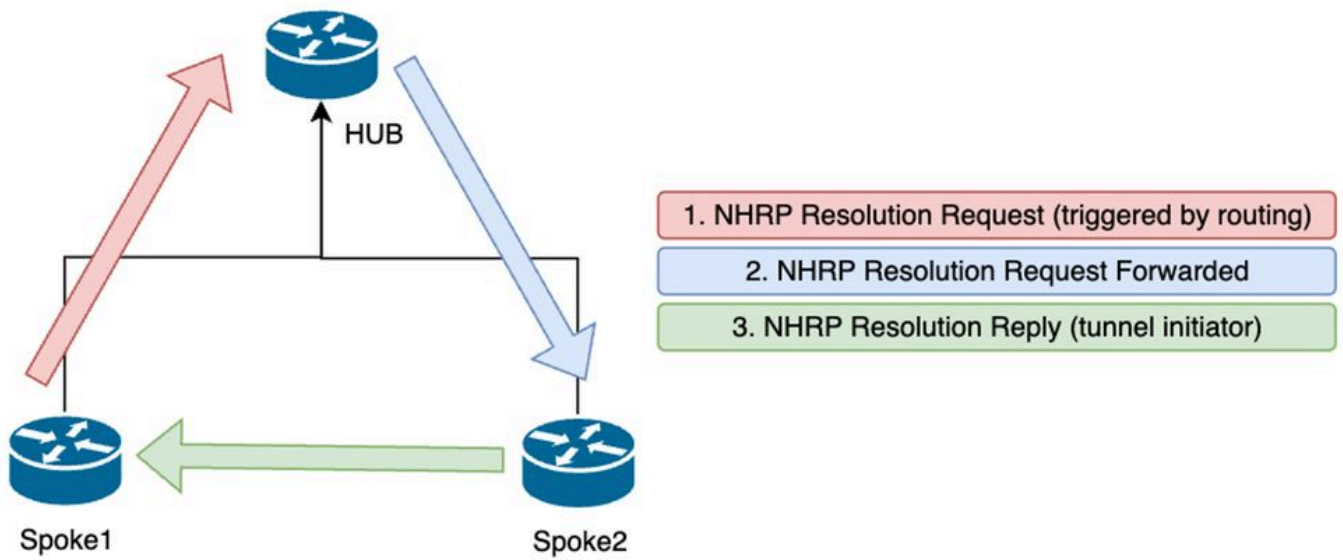 HUB
1. NHRP Resolution Request (triggered by routing)
2. NHRP Resolution Request Forwarded
3. NHRP Resolution Reply (tunnel initiator)
Spoke1
Spoke2